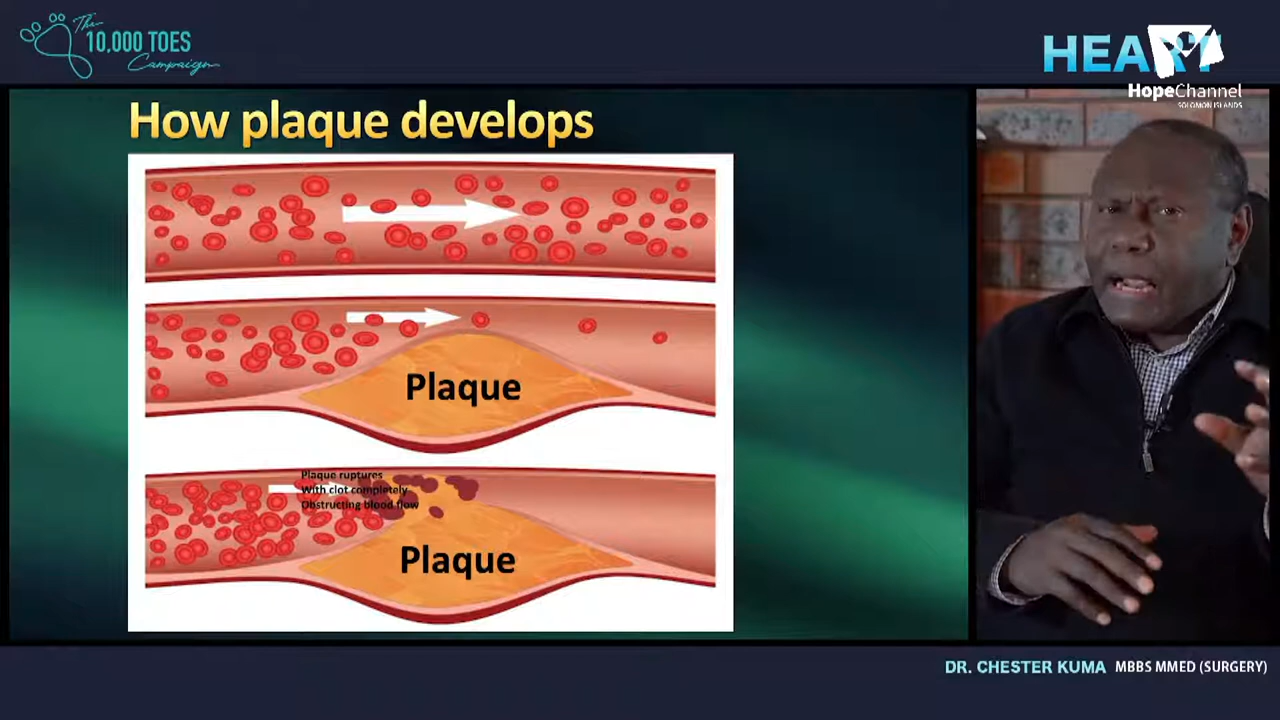 The
10,000 TOES
Campaign
HEART
HopeChannel
SOLOMON ISLANDS
How plaque develops
Plaque
Plaque ruptures
With clot completely
Obstructing blood flow
Plaque
DR. CHESTER KUMA MBBS MMED (SURGERY)